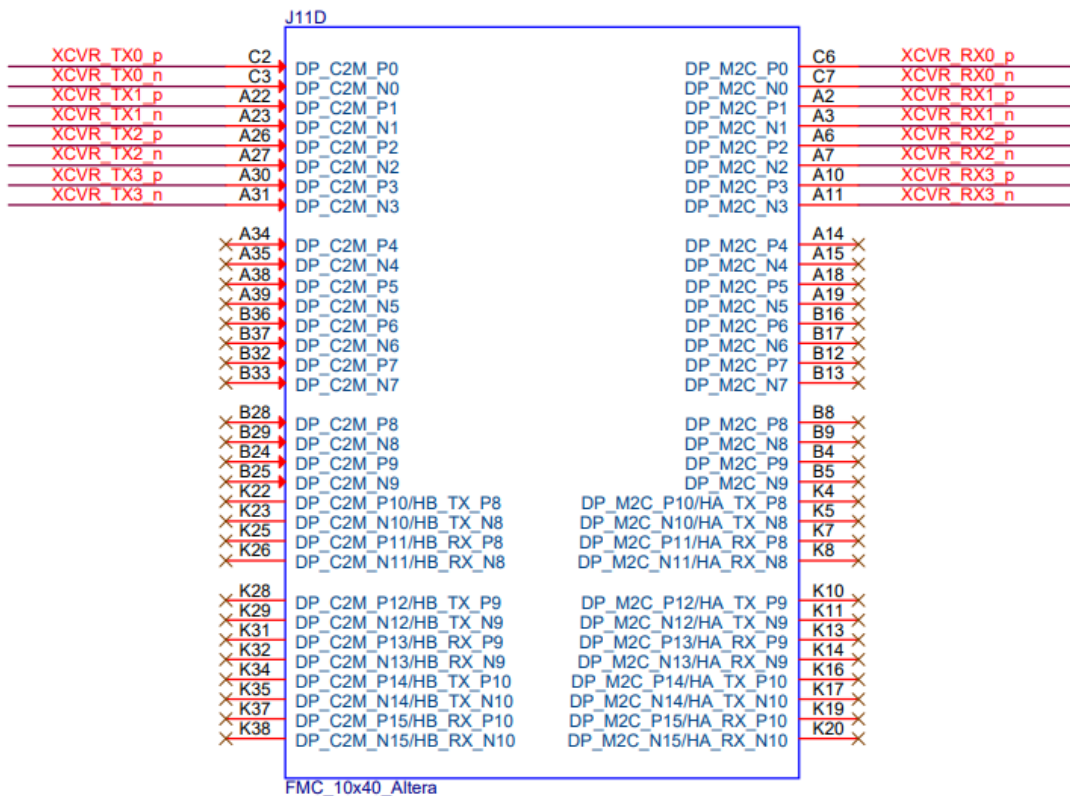 J11D
XCVR_TX0_p C2 DP_C2M_P0 DP_M2C_P0 C6 XCVR_RX0_p
XCVR_TX0_n C3 DP_C2M_N0 DP_M2C_N0 C7 XCVR_RX0_n
XCVR_TX1_p A22 DP_C2M_P1 DP_M2C_P1 A2 XCVR_RX1_p
XCVR_TX1_n A23 DP_C2M_N1 DP_M2C_N1 A3 XCVR_RX1_n
XCVR_TX2_p A26 DP_C2M_P2 DP_M2C_P2 A6 XCVR_RX2_p
XCVR_TX2_n A27 DP_C2M_N2 DP_M2C_N2 A7 XCVR_RX2_n
XCVR_TX3_p A30 DP_C2M_P3 DP_M2C_P3 A10 XCVR_RX3_p
XCVR_TX3_n A31 DP_C2M_N3 DP_M2C_N3 A11 XCVR_RX3_n
A34 DP_C2M_P4 DP_M2C_P4 A14
A35 DP_C2M_N4 DP_M2C_N4 A15
A38 DP_C2M_P5 DP_M2C_P5 A18
A39 DP_C2M_N5 DP_M2C_N5 A19
B36 DP_C2M_P6 DP_M2C_P6 B16
B37 DP_C2M_N6 DP_M2C_N6 B17
B32 DP_C2M_P7 DP_M2C_P7 B12
B33 DP_C2M_N7 DP_M2C_N7 B13
B28 DP_C2M_P8 DP_M2C_P8 B8
B29 DP_C2M_N8 DP_M2C_N8 B9
B24 DP_C2M_P9 DP_M2C_P9 B4
B25 DP_C2M_N9 DP_M2C_N9 B5
K22 DP_C2M_P10/HB_TX_P8 DP_M2C_P10/HA_TX_P8 K4
K23 DP_C2M_N10/HB_TX_N8 DP_M2C_N10/HA_TX_N8 K5
K25 DP_C2M_P11/HB_RX_P8 DP_M2C_P11/HA_RX_P8 K7
K26 DP_C2M_N11/HB_RX_N8 DP_M2C_N11/HA_RX_N8 K8
K28 DP_C2M_P12/HB_TX_P9 DP_M2C_P12/HA_TX_P9 K10
K29 DP_C2M_N12/HB_TX_N9 DP_M2C_N12/HA_TX_N9 K11
K31 DP_C2M_P13/HB_RX_P9 DP_M2C_P13/HA_RX_P9 K13
K32 DP_C2M_N13/HB_RX_N9 DP_M2C_N13/HA_RX_N9 K14
K34 DP_C2M_P14/HB_TX_P10 DP_M2C_P14/HA_TX_P10 K16
K35 DP_C2M_N14/HB_TX_N10 DP_M2C_N14/HA_TX_N10 K17
K37 DP_C2M_P15/HB_RX_P10 DP_M2C_P15/HA_RX_P10 K19
K38 DP_C2M_N15/HB_RX_N10 DP_M2C_N15/HA_RX_N10 K20
FMC_10x40_Altera